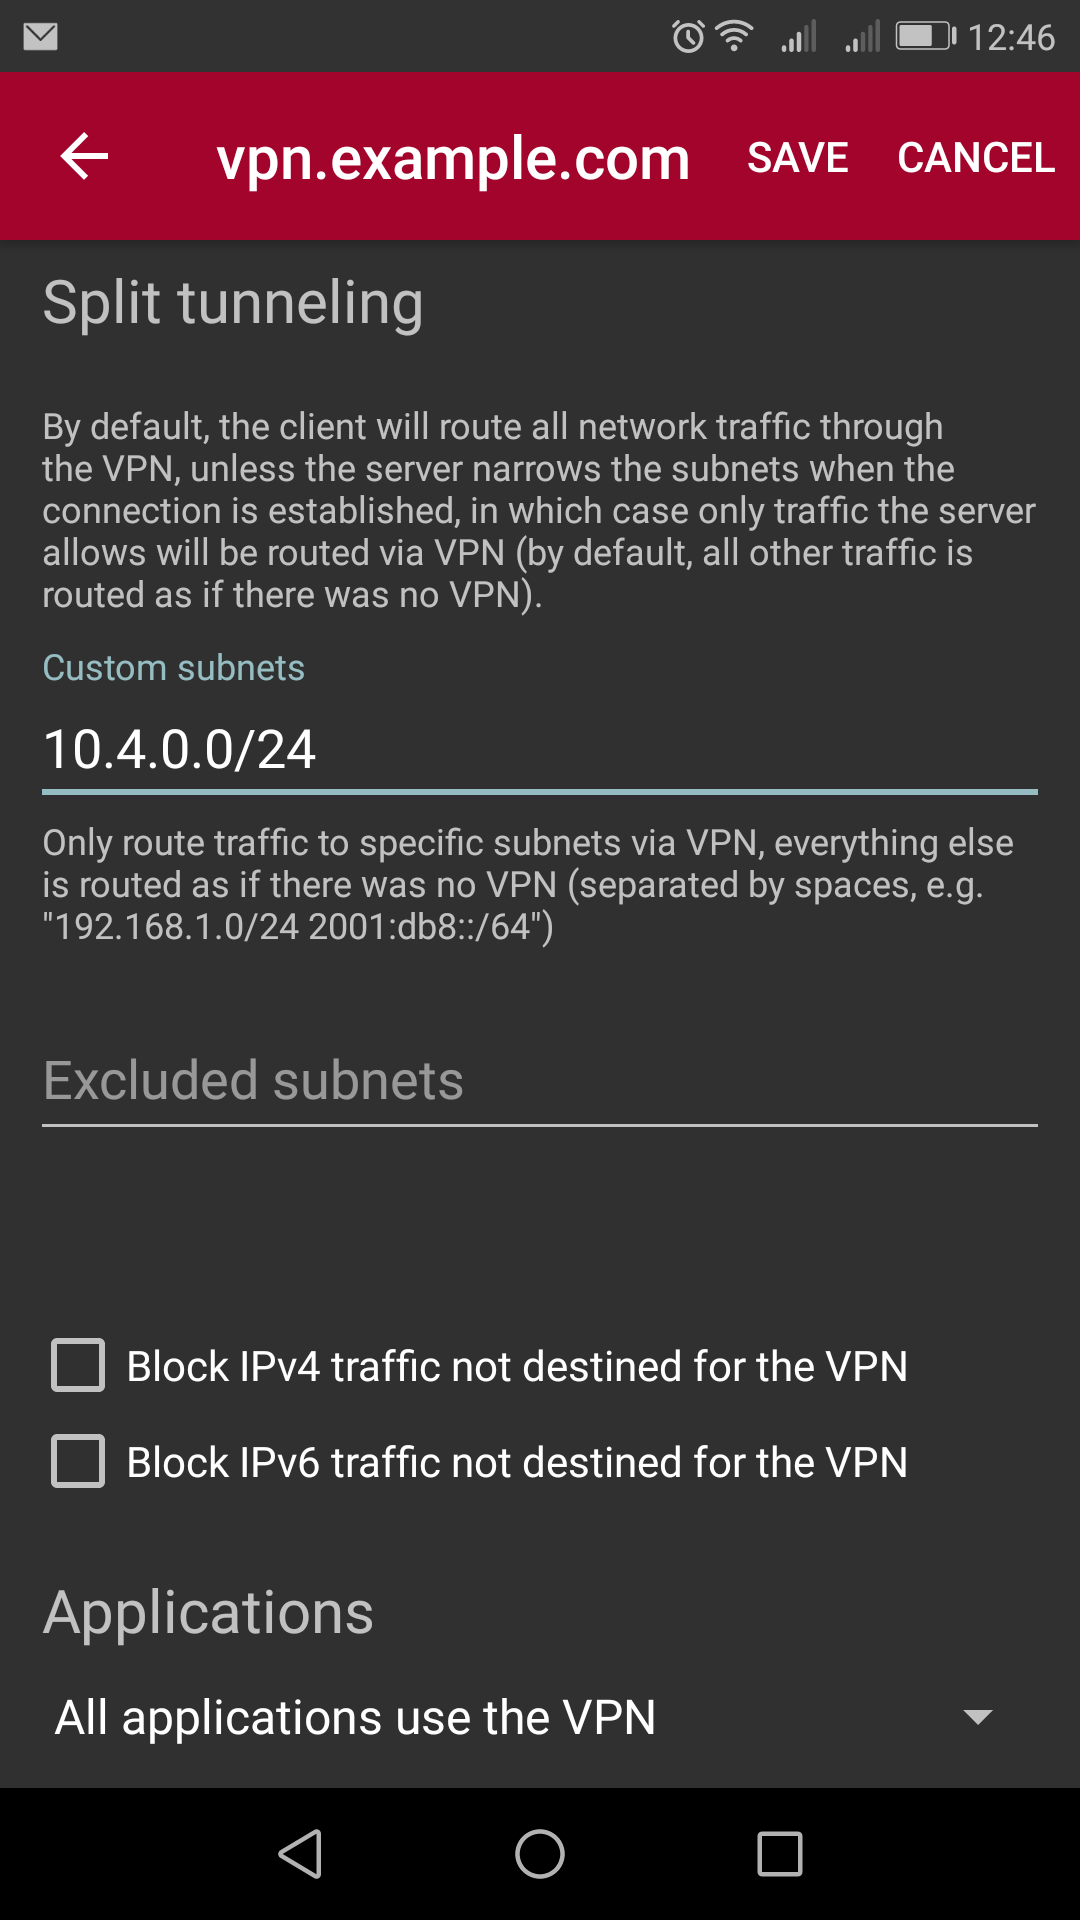 12:46
vpn.example.com SAVE CANCEL
Split tunneling
By default, the client will route all network traffic through
the VPN, unless the server narrows the subnets when the
connection is established, in which case only traffic the server
allows will be routed via VPN (by default, all other traffic is
routed as if there was no VPN).
Custom subnets
10.4.0.0/24
Only route traffic to specific subnets via VPN, everything else
is routed as if there was no VPN (separated by spaces, e.g.
"192.168.1.0/24 2001:db8::/64")
Excluded subnets
Block IPv4 traffic not destined for the VPN
Block IPv6 traffic not destined for the VPN
Applications
All applications use the VPN